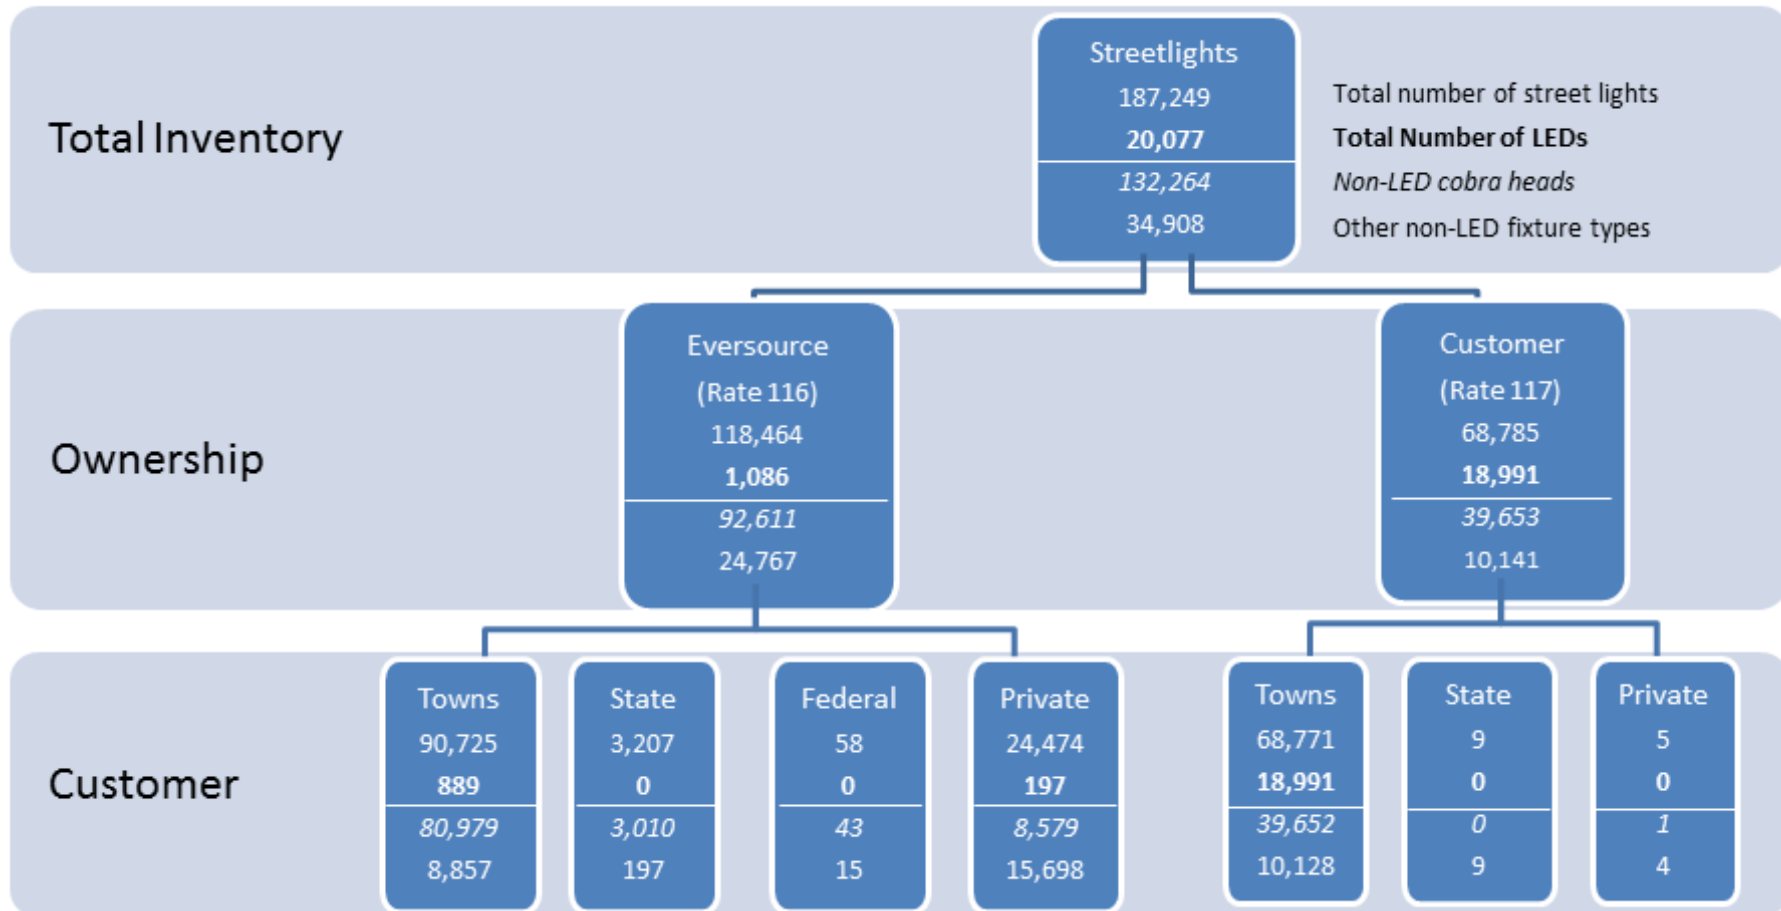 Total Inventory
Streetlights
187,249
20,077
132,264
34,908
Total number of street lights
Total Number of LEDs
Non-LED cobra heads
Other non-LED fixture types
Ownership
Eversource
(Rate 116)
118,464
1,086
92,611
24,767
Customer
(Rate 117)
68,785
18,991
39,653
10,141
Customer
Towns
90,725
889
80,979
8,857
State
3,207
0
3,010
197
Federal
58
0
43
15
Private
24,474
197
8,579
15,698
Towns
68,771
18,991
39,652
10,128
State
9
0
0
9
Private
5
0
1
4